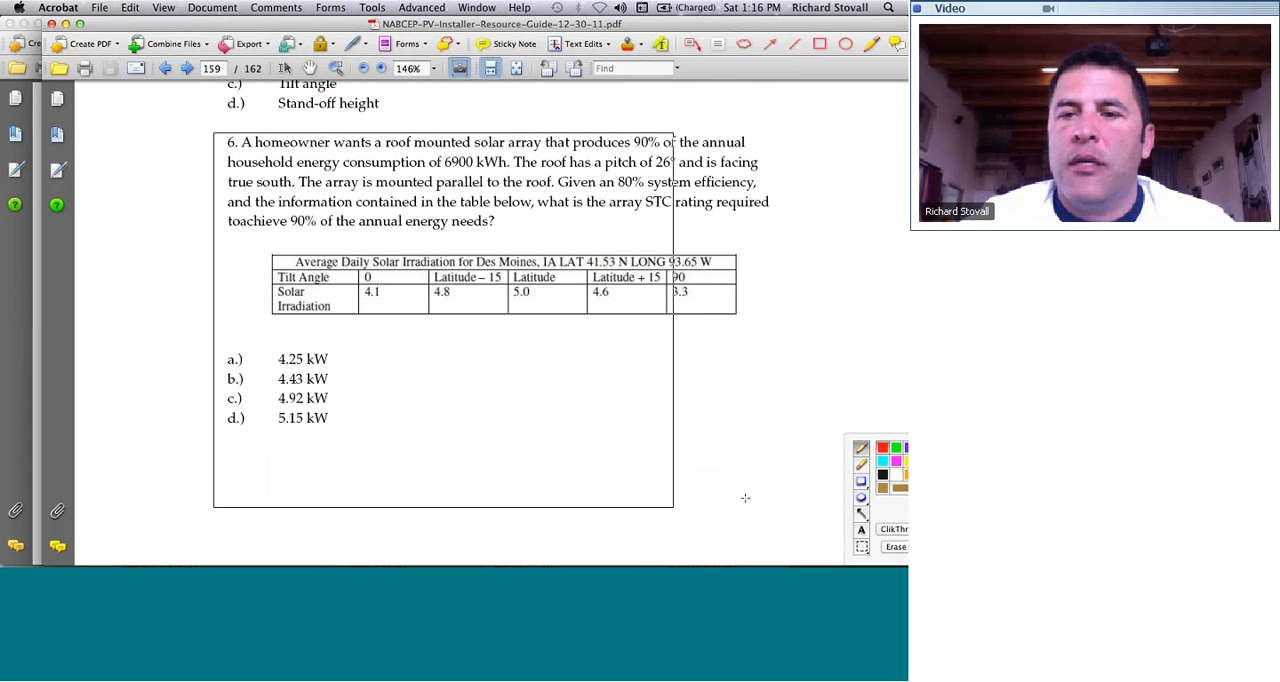 Acrobat File Edit View Document Comments Forms Tools Advanced Window Help (Charged) Sat 1:16 PM Richard Stovall
NABCEP-PV-Installer-Resource-Guide-12-30-11.pdf
Cre Create PDF Combine Files Export Forms Sticky Note Text Edits
159 / 162 146% Find
c.) Tilt angle
d.) Stand-off height
6. A homeowner wants a roof mounted solar array that produces 90% of the annual
household energy consumption of 6900 kWh. The roof has a pitch of 26° and is facing
true south. The array is mounted parallel to the roof. Given an 80% system efficiency,
and the information contained in the table below, what is the array STC rating required
toachieve 90% of the annual energy needs?
Average Daily Solar Irradiation for Des Moines, IA LAT 41.53 N LONG 93.65 W
Tilt Angle 0 Latitude – 15 Latitude Latitude + 15 90
Solar 4.1 4.8 5.0 4.6 3.3
Irradiation
a.) 4.25 kW
b.) 4.43 kW
c.) 4.92 kW
d.) 5.15 kW
A ClikThr
Erase
Video
Richard Stovall